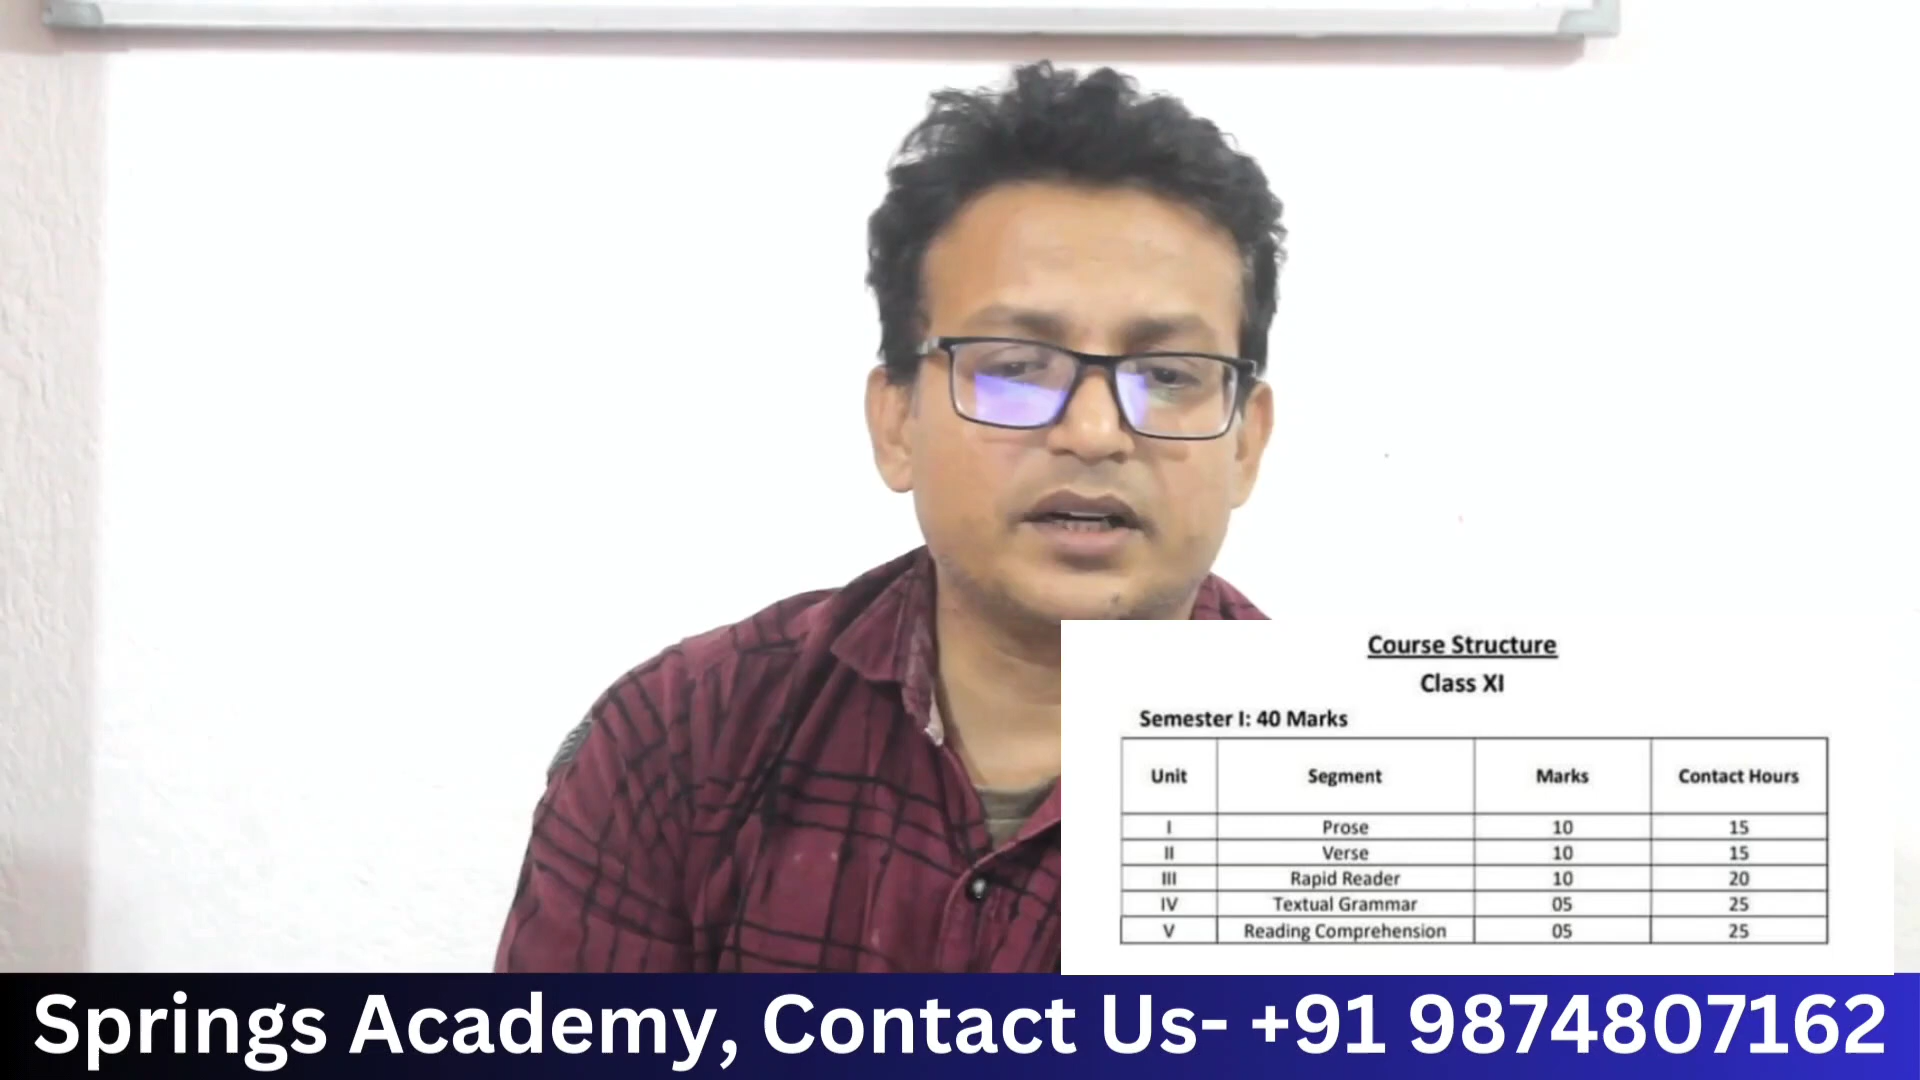 Course Structure
Class XI
Semester I: 40 Marks
Unit Segment Marks Contact Hours
I Prose 10 15
II Verse 10 15
III Rapid Reader 10 20
IV Textual Grammar 05 25
V Reading Comprehension 05 25
Springs Academy, Contact Us- +91 9874807162